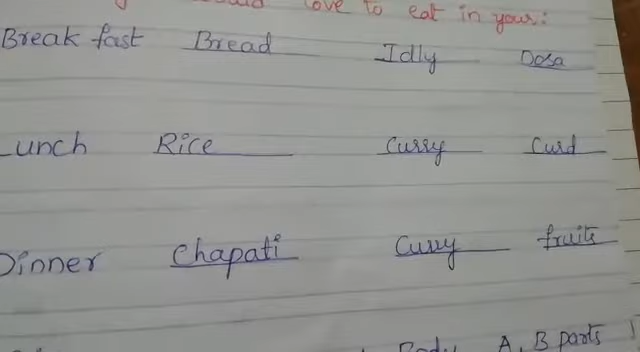 love to eat in your:
Break fast Bread Idly Dosa
Lunch Rice Curry Curd
Dinner Chapati Curry fruits
Body A, B parts